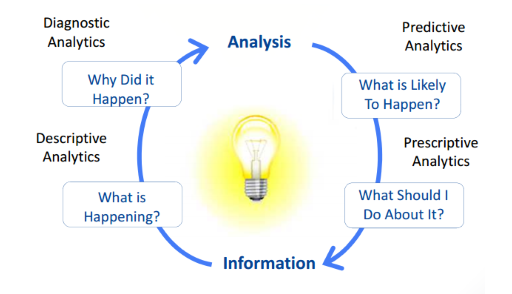 Diagnostic
Analytics
Analysis
Predictive
Analytics
Why Did it
Happen?
What is Likely
To Happen?
Descriptive
Analytics
Prescriptive
Analytics
What is
Happening?
What Should I
Do About It?
Information